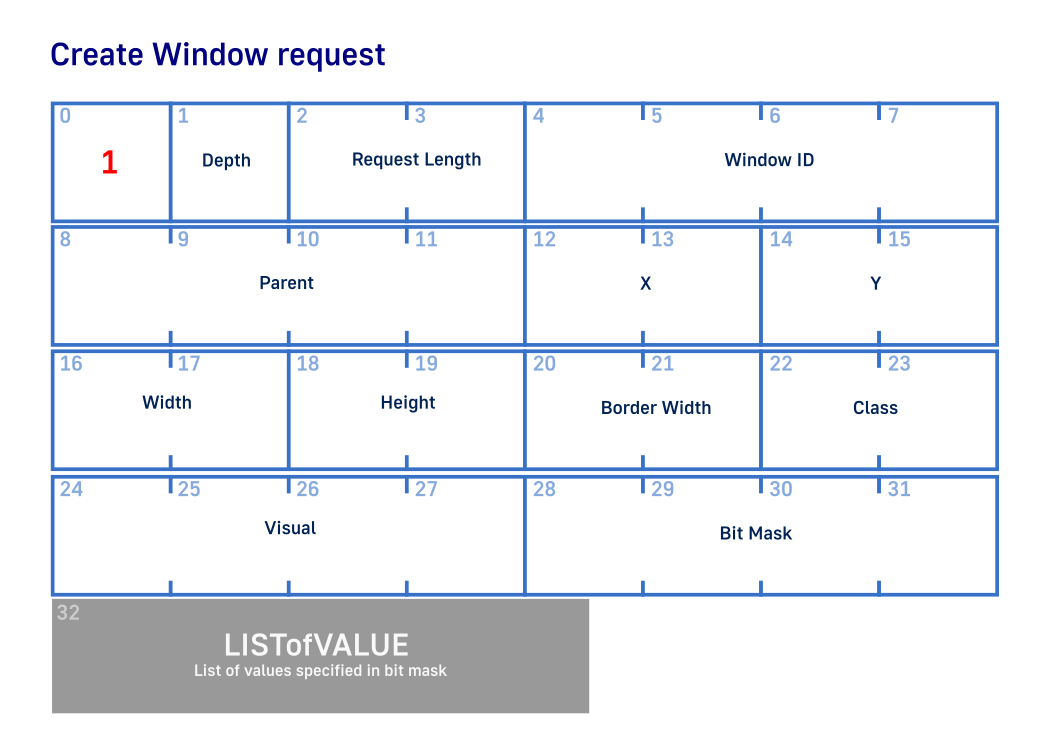 Create Window request
0 1 2 3 4 5 6 7
1 Depth Request Length Window ID
8 9 10 11 12 13 14 15
Parent X Y
16 17 18 19 20 21 22 23
Width Height Border Width Class
24 25 26 27 28 29 30 31
Visual Bit Mask
32
LISTofVALUE
List of values specified in bit mask